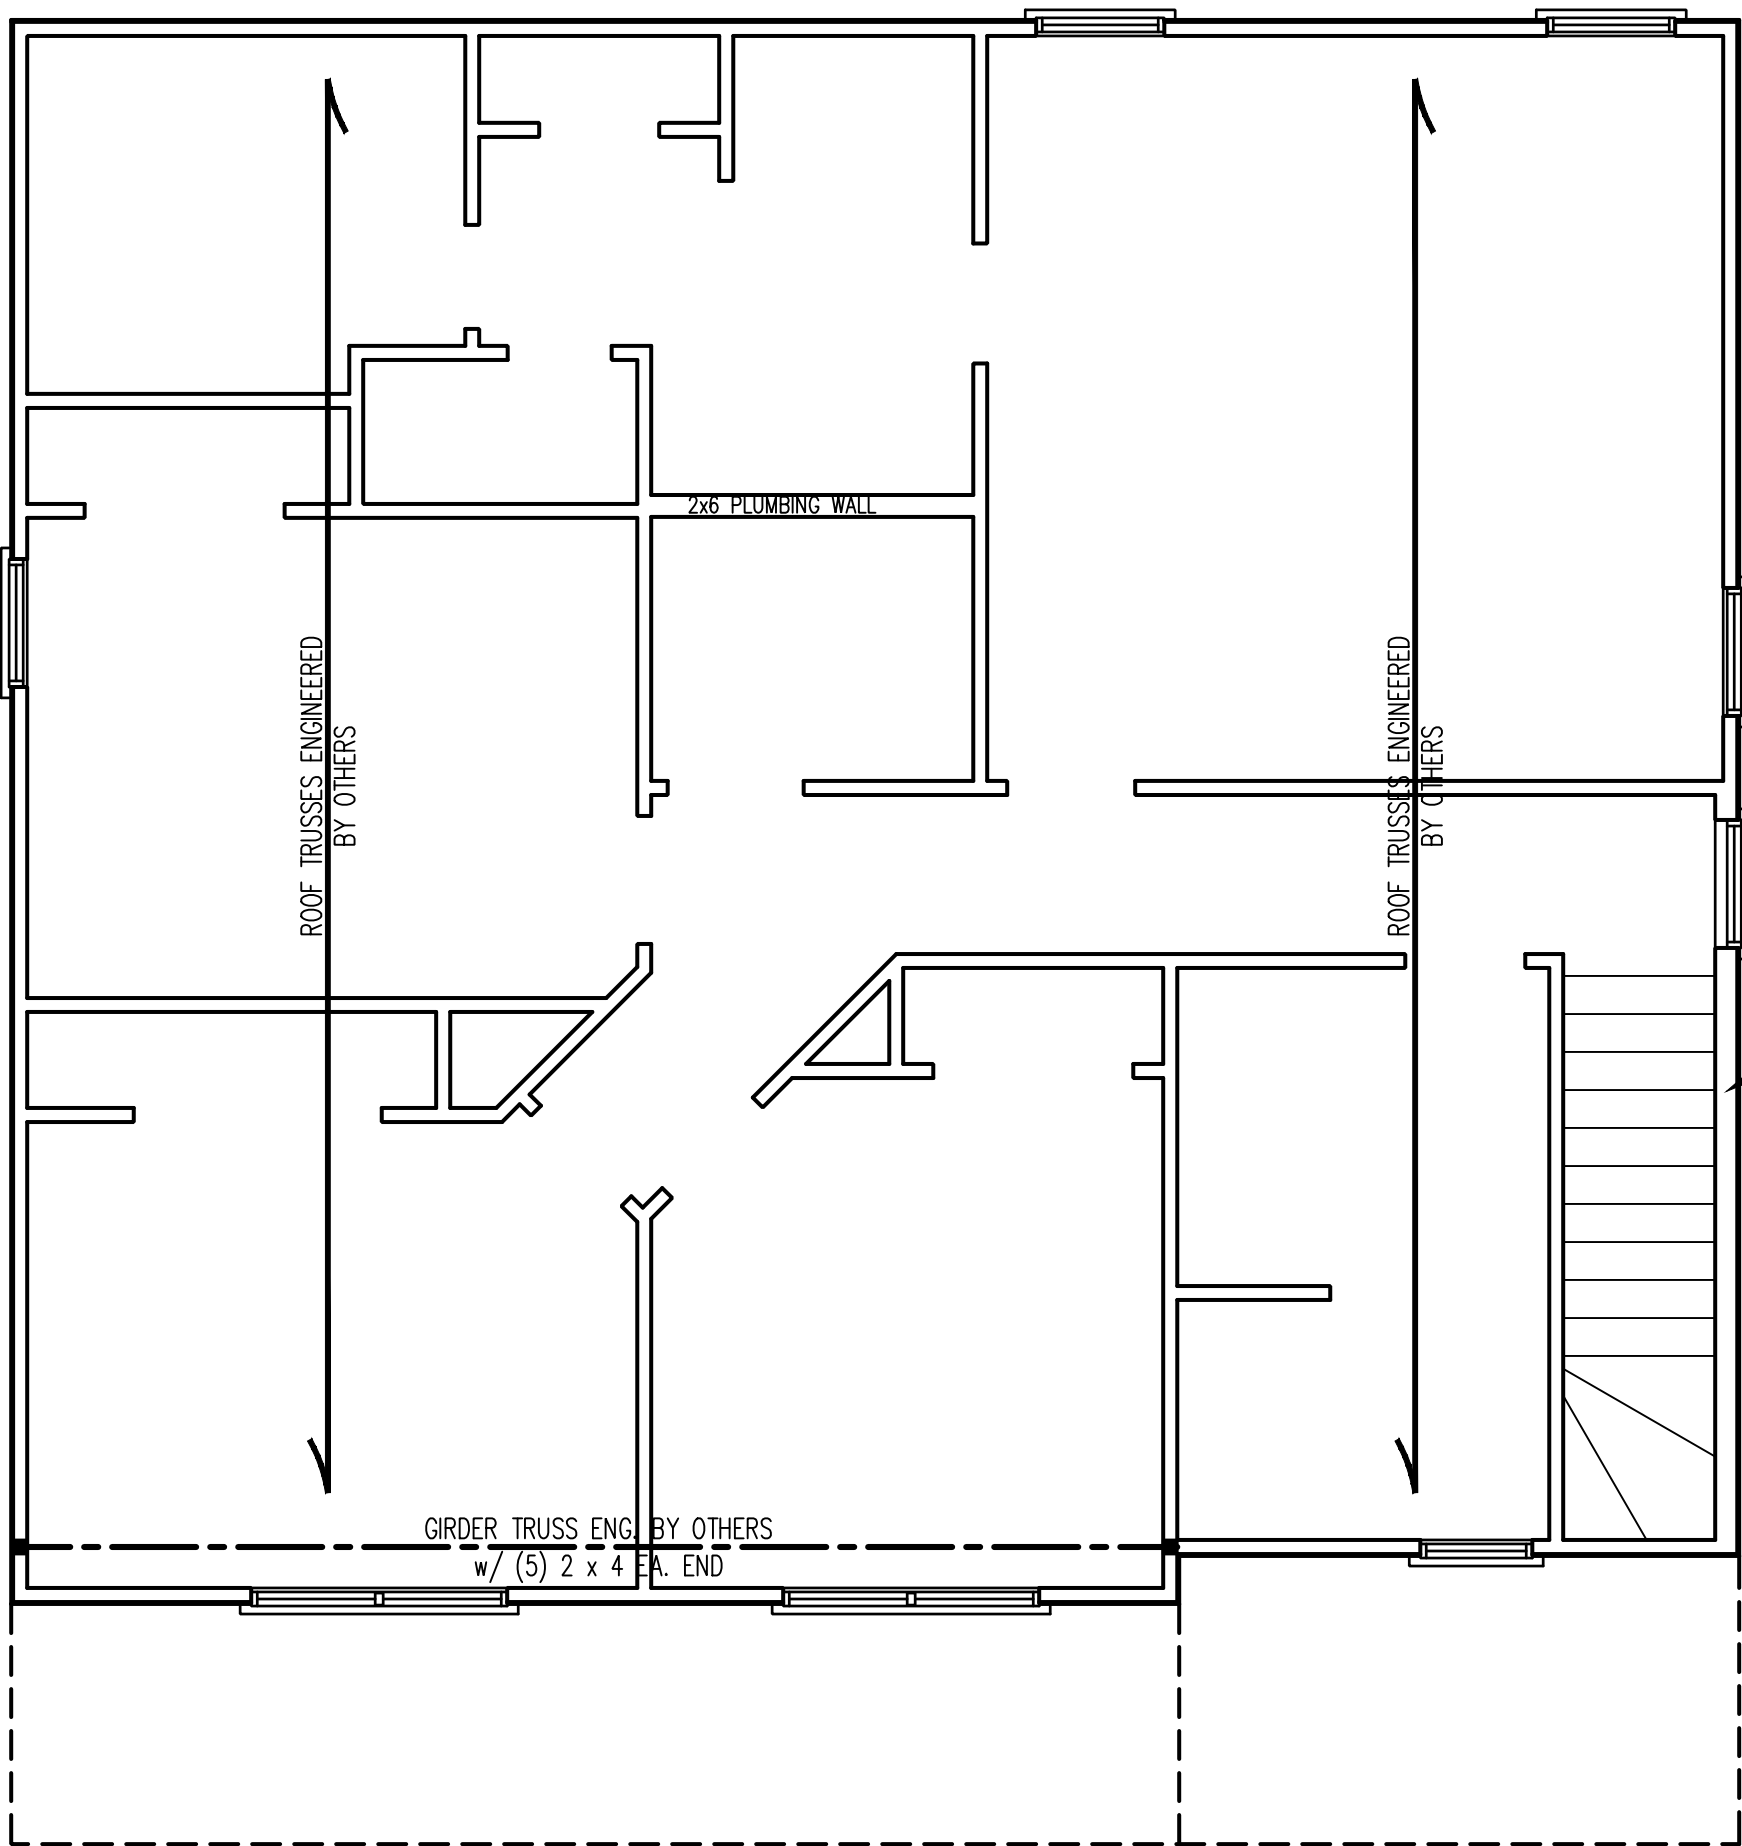 2x6 PLUMBING WALL
ROOF TRUSSES ENGINEERED
BY OTHERS
ROOF TRUSSES ENGINEERED
BY OTHERS
GIRDER TRUSS ENG. BY OTHERS
w/ (5) 2 x 4 EA. END